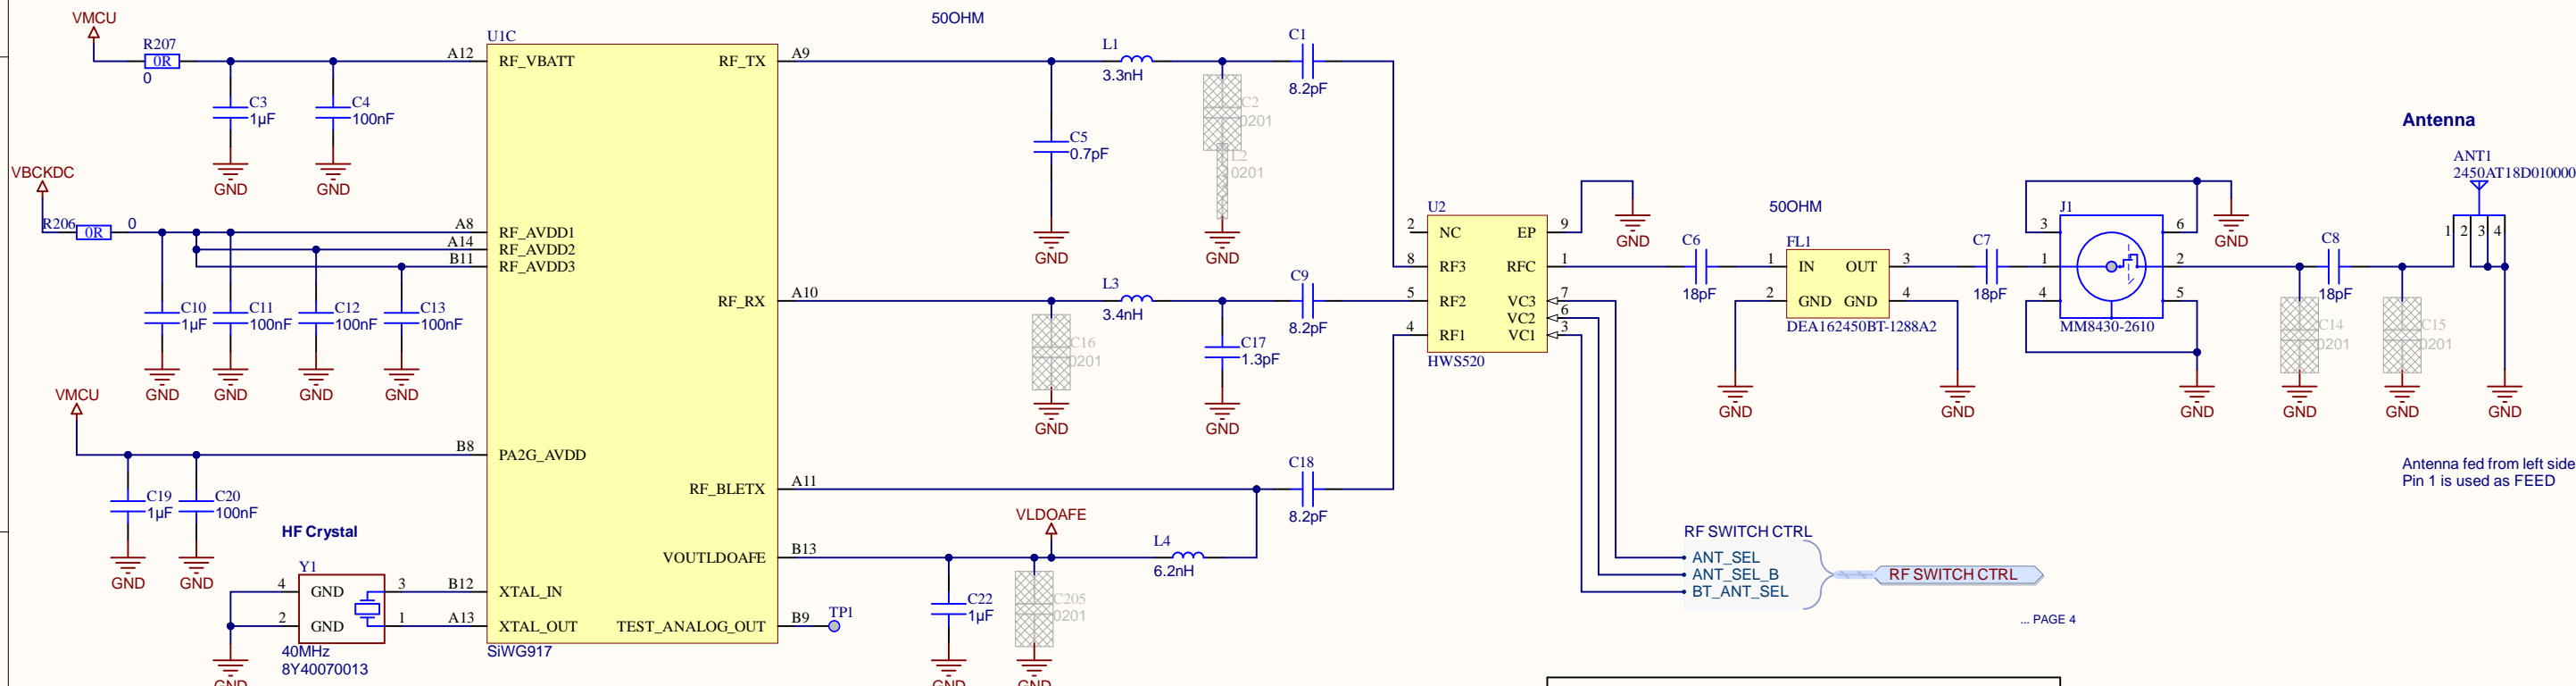 VMCU
R207
0R
0
A12
C3
1µF
C4
100nF
GND
GND
VBCKDC
R206
0R
0
A8
A14
B11
C10
1µF
C11
100nF
C12
100nF
C13
100nF
GND
GND
GND
GND
VMCU
B8
C19
1µF
C20
100nF
GND
GND
HF Crystal
Y1
4
GND
3
B12
2
GND
1
A13
40MHz
8Y40070013
GND
U1C
RF_VBATT
RF_TX
RF_AVDD1
RF_AVDD2
RF_AVDD3
RF_RX
PA2G_AVDD
RF_BLETX
VOUTLDOAFE
XTAL_IN
XTAL_OUT
TEST_ANALOG_OUT
SiWG917
50OHM
A9
L1
3.3nH
C1
8.2pF
C2
0201
L2
0201
C5
0.7pF
GND
GND
A10
L3
3.4nH
C9
8.2pF
C16
0201
C17
1.3pF
GND
GND
A11
C18
8.2pF
VLDOAFE
B13
L4
6.2nH
C22
1µF
C205
0201
B9
TP1
GND
GND
U2
2
NC
EP
9
8
RF3
RFC
1
5
RF2
VC3
7
VC2
6
4
RF1
VC1
3
HWS520
GND
50OHM
C6
18pF
FL1
1
IN
OUT
3
2
GND
GND
4
DEA162450BT-1288A2
GND
GND
C7
18pF
J1
3
6
1
2
4
5
MM8430-2610
GND
GND
C8
18pF
C14
0201
C15
0201
GND
GND
GND
Antenna
ANT1
2450AT18D010000
1
2
3
4
Antenna fed from left side
Pin 1 is used as FEED
RF SWITCH CTRL
ANT_SEL
ANT_SEL_B
BT_ANT_SEL
RF SWITCH CTRL
... PAGE 4